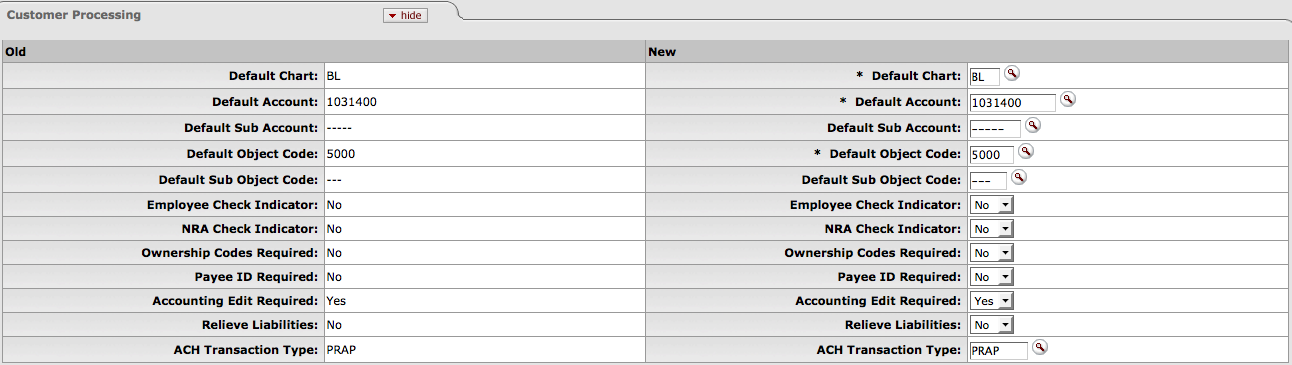 Customer Processing hide
Old New
Default Chart: BL * Default Chart: BL
Default Account: 1031400 * Default Account: 1031400
Default Sub Account: ----- Default Sub Account: -----
Default Object Code: 5000 * Default Object Code: 5000
Default Sub Object Code: --- Default Sub Object Code: ---
Employee Check Indicator: No Employee Check Indicator: No
NRA Check Indicator: No NRA Check Indicator: No
Ownership Codes Required: No Ownership Codes Required: No
Payee ID Required: No Payee ID Required: No
Accounting Edit Required: Yes Accounting Edit Required: Yes
Relieve Liabilities: No Relieve Liabilities: No
ACH Transaction Type: PRAP ACH Transaction Type: PRAP